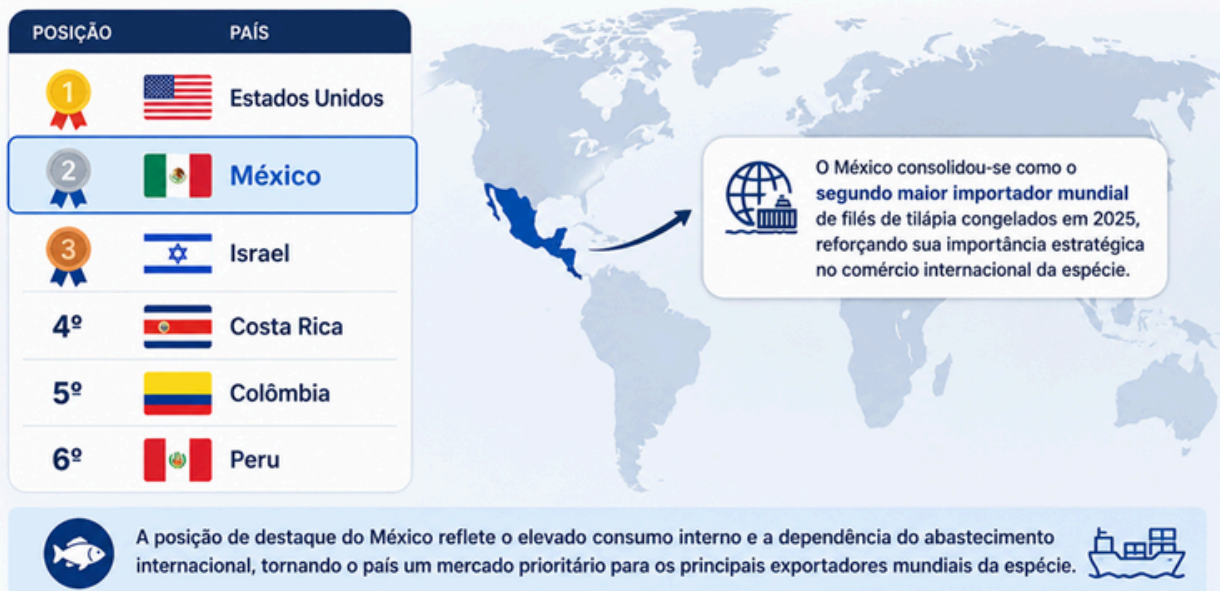 POSIÇÃO PAÍS
1 Estados Unidos
2 México
3 Israel
4º Costa Rica
5º Colômbia
6º Peru
O México consolidou-se como o
segundo maior importador mundial
de filés de tilápia congelados em 2025,
reforçando sua importância estratégica
no comércio internacional da espécie.
A posição de destaque do México reflete o elevado consumo interno e a dependência do abastecimento
internacional, tornando o país um mercado prioritário para os principais exportadores mundiais da espécie.